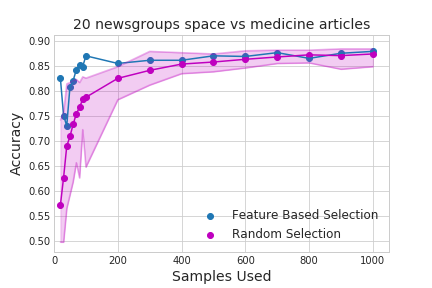 20 newsgroups space vs medicine articles
0.90
0.85
0.80
0.75
0.70
0.65
0.60
0.55
0.50
Accuracy
Feature Based Selection
Random Selection
0 200 400 600 800 1000
Samples Used